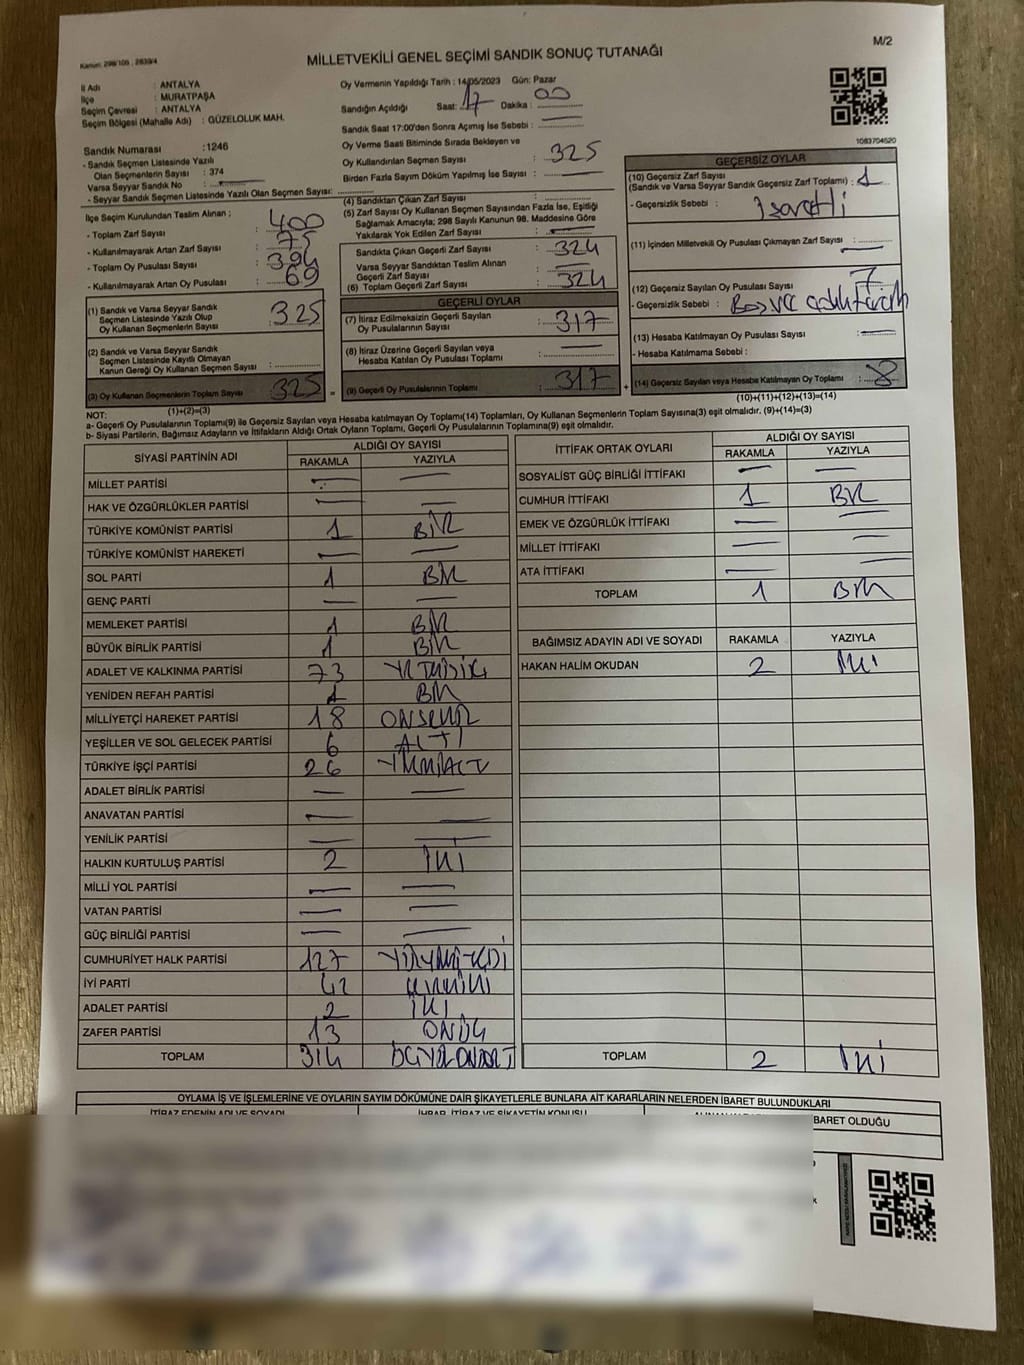 M/2
Kanun: 298/105 , 2839/4
MİLLETVEKİLİ GENEL SEÇİMİ SANDIK SONUÇ TUTANAĞI
İl Adı : ANTALYA
İlçe : MURATPAŞA
Seçim Çevresi : ANTALYA
Seçim Bölgesi (Mahalle Adı) : GÜZELOLUK MAH.
Sandık Numarası :1246
- Sandık Seçmen Listesinde Yazılı
Olan Seçmenlerin Sayısı : 374
Varsa Seyyar Sandık No :
- Seyyar Sandık Seçmen Listesinde Yazılı Olan Seçmen Sayısı:
Oy Vermenin Yapıldığı Tarih : 14/05/2023 Gün: Pazar
Sandığın Açıldığı Saat: 17 Dakika : 00
Sandık Saat 17:00'den Sonra Açımış İse Sebebi :
Oy Verme Saati Bitiminde Sırada Bekleyen ve
Oy Kullandırılan Seçmen Sayısı : 325
Birden Fazla Sayım Döküm Yapılmış İse Sayısı :
1083704520
İlçe Seçim Kurulundan Teslim Alınan ;
- Toplam Zarf Sayısı : 400
- Kullanılmayarak Artan Zarf Sayısı : 75
- Toplam Oy Pusulası Sayısı : 394
- Kullanılmayarak Artan Oy Pusulası : 69
(1) Sandık ve Varsa Seyyar Sandık
Seçmen Listesinde Yazılı Olup
Oy Kullanan Seçmenlerin Sayısı : 325
(2) Sandık ve Varsa Seyyar Sandık
Seçmen Listesinde Kayıtlı Olmayan
Kanun Gereği Oy Kullanan Seçmen Sayısı :
(3) Oy Kullanan Seçmenlerin Toplam Sayısı : 325
(1)+(2)=(3)
(4) Sandıktan Çıkan Zarf Sayısı :
(5) Zarf Sayısı Oy Kullanan Seçmen Sayısından Fazla İse, Eşitliği
Sağlamak Amacıyla; 298 Sayılı Kanunun 98. Maddesine Göre
Yakılarak Yok Edilen Zarf Sayısı :
Sandıkta Çıkan Geçerli Zarf Sayısı : 324
Varsa Seyyar Sandıktan Teslim Alınan
Geçerli Zarf Sayısı :
(6) Toplam Geçerli Zarf Sayısı : 324
GEÇERLİ OYLAR
(7) İtiraz Edilmeksizin Geçerli Sayılan
Oy Pusulalarının Sayısı : 317
(8) İtiraz Üzerine Geçerli Sayılan veya
Hesaba Katılan Oy Pusulası Toplamı :
(9) Geçerli Oy Pusulalarının Toplamı : 317
GEÇERSİZ OYLAR
(10) Geçersiz Zarf Sayısı
(Sandık ve Varsa Seyyar Sandık Geçersiz Zarf Toplamı) : 1
- Geçersizlik Sebebi : İşaretli
(11) İçinden Milletvekili Oy Pusulası Çıkmayan Zarf Sayısı :
(12) Geçersiz Sayılan Oy Pusulası Sayısı : 7
- Geçersizlik Sebebi : Boş ve
(13) Hesaba Katılmayan Oy Pusulası Sayısı :
- Hesaba Katılmama Sebebi :
(14) Geçersiz Sayılan veya Hesaba Katılmayan Oy Toplamı : 8
(10)+(11)+(12)+(13)=(14)
NOT:
a- Geçerli Oy Pusulalarının Toplamı(9) ile Geçersiz Sayılan veya Hesaba katılmayan Oy Toplamı(14) Toplamları, Oy Kullanan Seçmenlerin Toplam Sayısına(3) eşit olmalıdır. (9)+(14)=(3)
b- Siyasi Partilerin, Bağımsız Adayların ve İttifakların Aldığı Ortak Oyların Toplamı, Geçerli Oy Pusulalarının Toplamına(9) eşit olmalıdır.
SİYASİ PARTİNİN ADI ALDIĞI OY SAYISI
RAKAMLA YAZIYLA
MİLLET PARTİSİ
HAK VE ÖZGÜRLÜKLER PARTİSİ
TÜRKİYE KOMÜNİST PARTİSİ 1 BİR
TÜRKİYE KOMÜNİST HAREKETİ
SOL PARTİ 1 BİR
GENÇ PARTİ
MEMLEKET PARTİSİ 1 BİR
BÜYÜK BİRLİK PARTİSİ 1 BİR
ADALET VE KALKINMA PARTİSİ 73 YETMİŞÜÇ
YENİDEN REFAH PARTİSİ 1 BİR
MİLLİYETÇİ HAREKET PARTİSİ 18 ONSEKİZ
YEŞİLLER VE SOL GELECEK PARTİSİ 6 ALTI
TÜRKİYE İŞÇİ PARTİSİ 26 YİRMİALTI
ADALET BİRLİK PARTİSİ
ANAVATAN PARTİSİ
YENİLİK PARTİSİ
HALKIN KURTULUŞ PARTİSİ 2 İKİ
MİLLİ YOL PARTİSİ
VATAN PARTİSİ
GÜÇ BİRLİĞİ PARTİSİ
CUMHURİYET HALK PARTİSİ 127 YÜZYİRMİYEDİ
İYİ PARTİ 42 KIRKİKİ
ADALET PARTİSİ 2 İKİ
ZAFER PARTİSİ 13 ONÜÇ
TOPLAM 314 ÜÇYÜZONDÖRT
İTTİFAK ORTAK OYLARI ALDIĞI OY SAYISI
RAKAMLA YAZIYLA
SOSYALİST GÜÇ BİRLİĞİ İTTİFAKI
CUMHUR İTTİFAKI 1 BİR
EMEK VE ÖZGÜRLÜK İTTİFAKI
MİLLET İTTİFAKI
ATA İTTİFAKI
TOPLAM 1 BİR
BAĞIMSIZ ADAYIN ADI VE SOYADI RAKAMLA YAZIYLA
HAKAN HALİM OKUDAN 2 İKİ
TOPLAM 2 İKİ
OYLAMA İŞ VE İŞLEMLERİNE VE OYLARIN SAYIM DÖKÜMÜNE DAİR ŞİKAYETLERLE BUNLARA AİT KARARLARIN NELERDEN İBARET BULUNDUKLARI
İTİRAZ EDENİN ADI VE SOYADI İHBAR, İTİRAZ VE ŞİKAYETİN KONUSU
BARET OLDUĞU